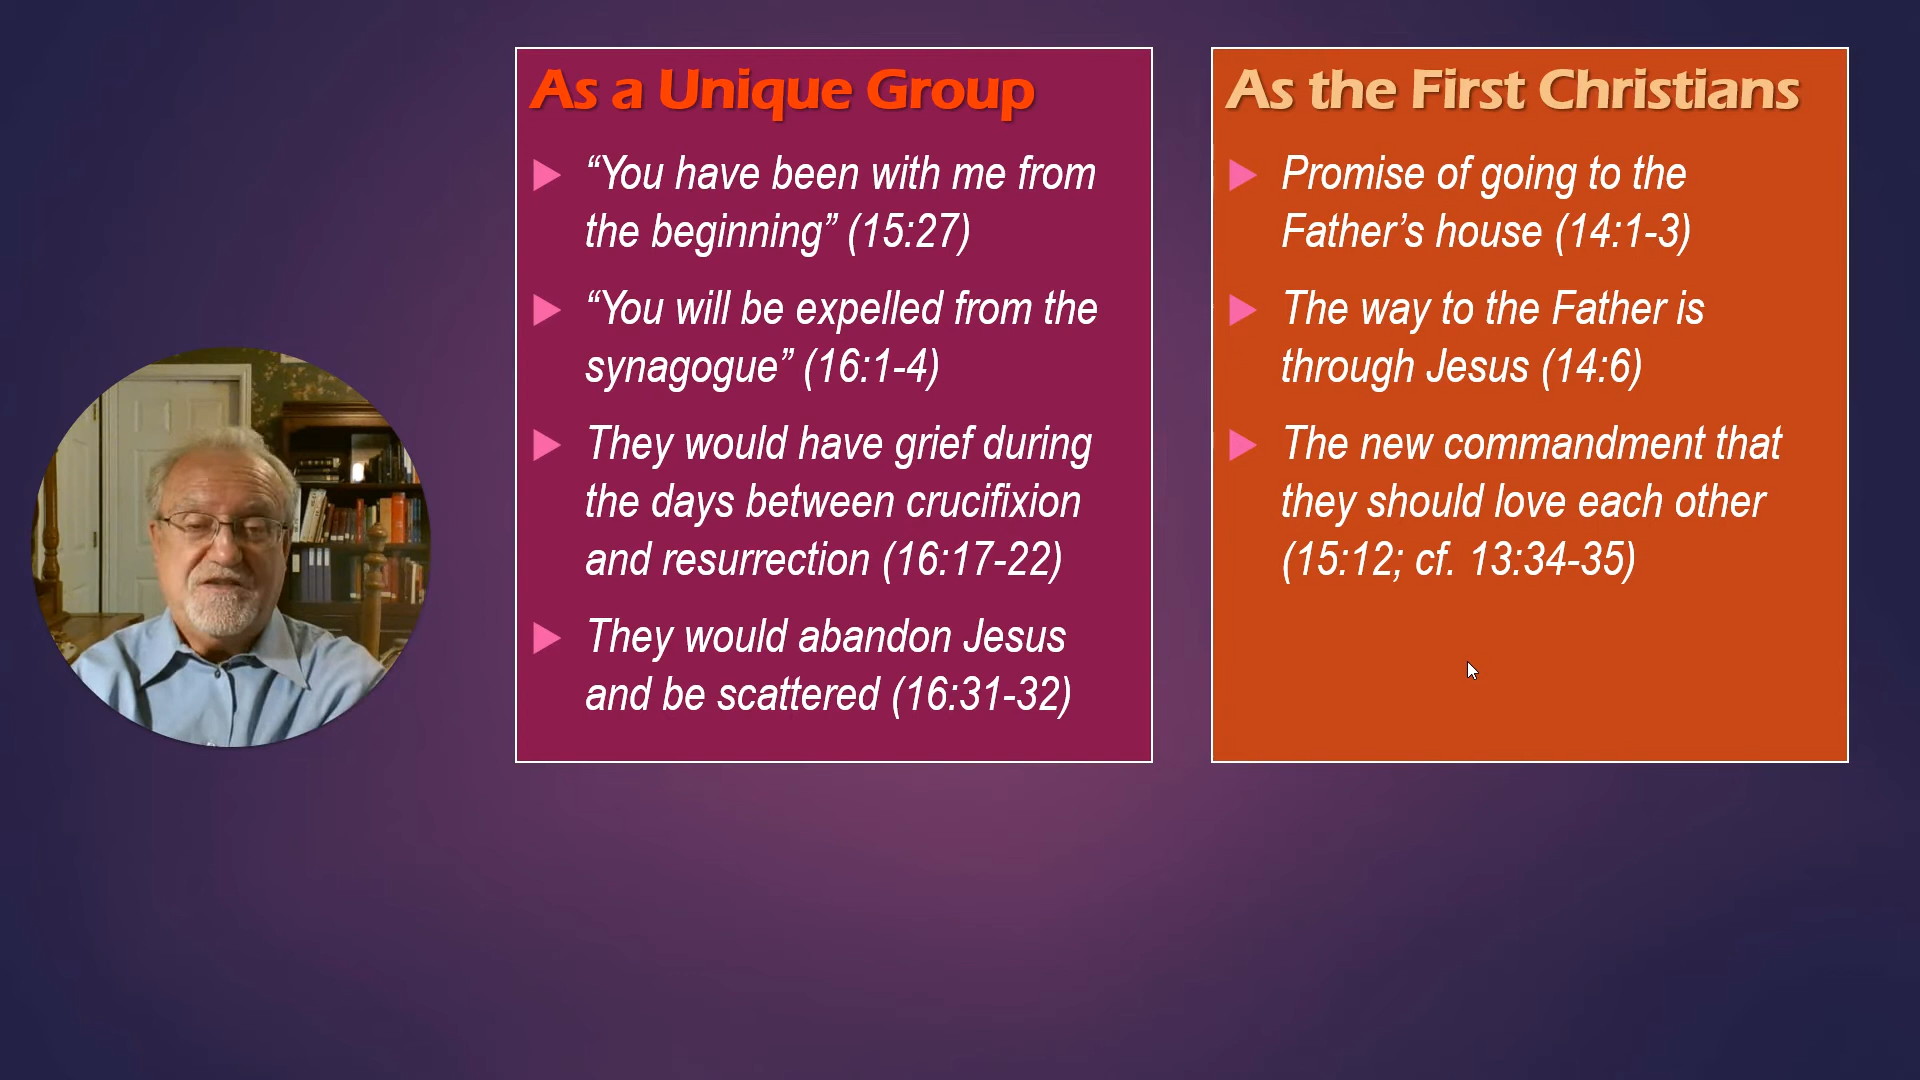 As a Unique Group
“You have been with me from
the beginning” (15:27)
“You will be expelled from the
synagogue” (16:1-4)
They would have grief during
the days between crucifixion
and resurrection (16:17-22)
They would abandon Jesus
and be scattered (16:31-32)
As the First Christians
Promise of going to the
Father’s house (14:1-3)
The way to the Father is
through Jesus (14:6)
The new commandment that
they should love each other
(15:12; cf. 13:34-35)